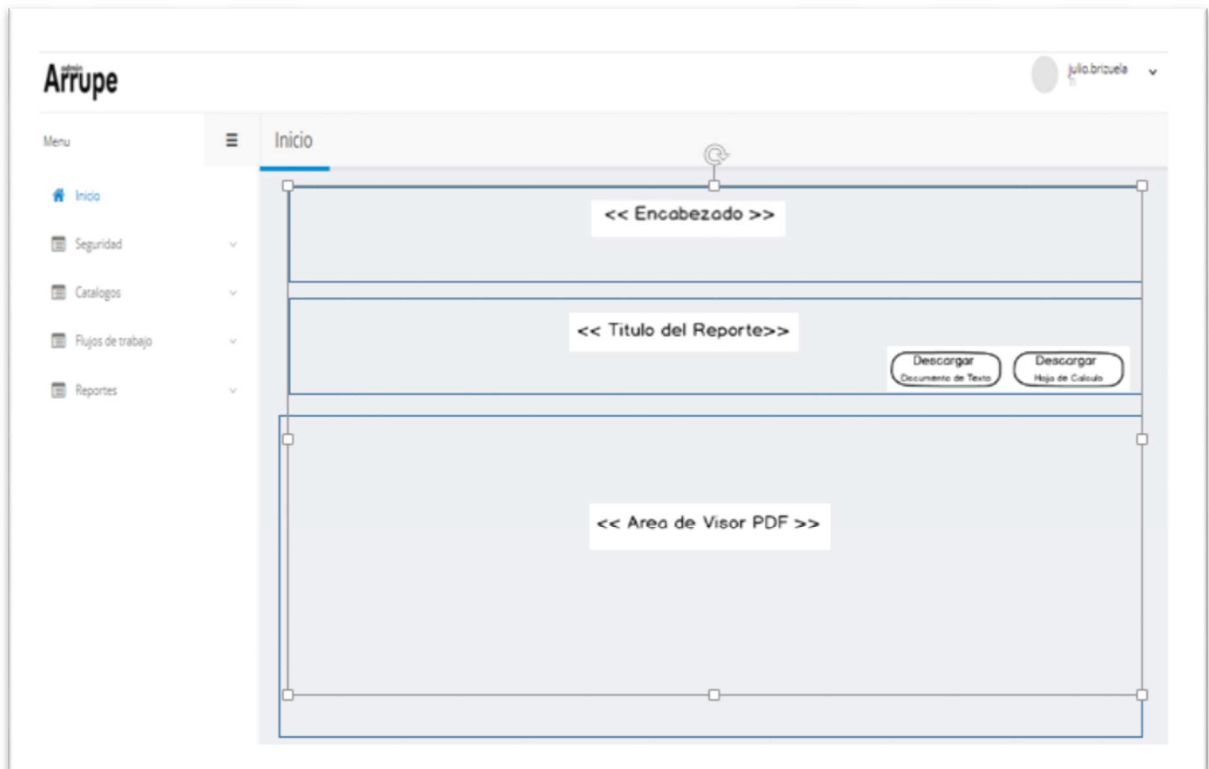 admin
Arrupe
julio.brizuela
Menu
Inicio
Inicio
Seguridad
Catalogos
Flujos de trabajo
Reportes
<< Encabezado >>
<< Titulo del Reporte>>
Descargar
Documento de Texto
Descargar
Hoja de Calculo
<< Area de Visor PDF >>